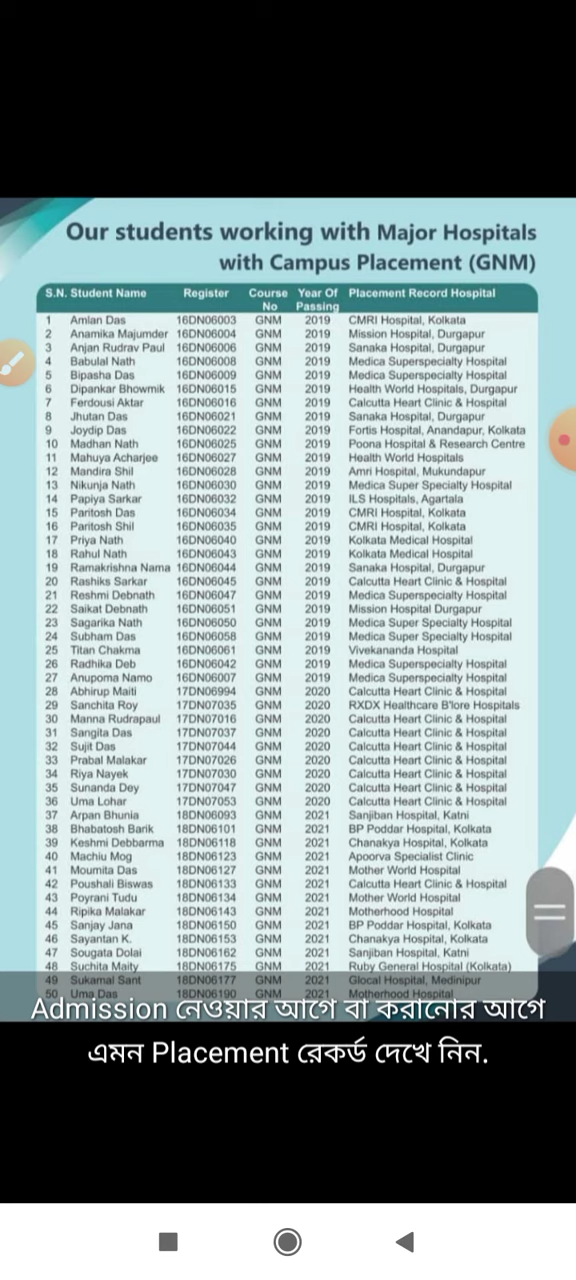 Our students working with Major Hospitals
with Campus Placement (GNM)
S.N. Student Name Register Course No Year Of Passing Placement Record Hospital
1 Amlan Das 16DN06003 GNM 2019 CMRI Hospital, Kolkata
2 Anamika Majumder 16DN06004 GNM 2019 Mission Hospital, Durgapur
3 Anjan Rudrav Paul 16DN06006 GNM 2019 Sanaka Hospital, Durgapur
4 Babulal Nath 16DN06008 GNM 2019 Medica Superspecialty Hospital
5 Bipasha Das 16DN06009 GNM 2019 Medica Superspecialty Hospital
6 Dipankar Bhowmik 16DN06015 GNM 2019 Health World Hospitals, Durgapur
7 Ferdousi Aktar 16DN06016 GNM 2019 Calcutta Heart Clinic & Hospital
8 Jhutan Das 16DN06021 GNM 2019 Sanaka Hospital, Durgapur
9 Joydip Das 16DN06022 GNM 2019 Fortis Hospital, Anandapur, Kolkata
10 Madhan Nath 16DN06025 GNM 2019 Poona Hospital & Research Centre
11 Mahuya Acharjee 16DN06027 GNM 2019 Health World Hospitals
12 Mandira Shil 16DN06028 GNM 2019 Amri Hospital, Mukundapur
13 Nikunja Nath 16DN06030 GNM 2019 Medica Super Specialty Hospital
14 Papiya Sarkar 16DN06032 GNM 2019 ILS Hospitals, Agartala
15 Paritosh Das 16DN06034 GNM 2019 CMRI Hospital, Kolkata
16 Paritosh Shil 16DN06035 GNM 2019 CMRI Hospital, Kolkata
17 Priya Nath 16DN06040 GNM 2019 Kolkata Medical Hospital
18 Rahul Nath 16DN06043 GNM 2019 Kolkata Medical Hospital
19 Ramakrishna Nama 16DN06044 GNM 2019 Sanaka Hospital, Durgapur
20 Rashiks Sarkar 16DN06045 GNM 2019 Calcutta Heart Clinic & Hospital
21 Reshmi Debnath 16DN06047 GNM 2019 Medica Superspecialty Hospital
22 Saikat Debnath 16DN06051 GNM 2019 Mission Hospital Durgapur
23 Sagarika Nath 16DN06050 GNM 2019 Medica Super Specialty Hospital
24 Subham Das 16DN06058 GNM 2019 Medica Super Specialty Hospital
25 Titan Chakma 16DN06061 GNM 2019 Vivekananda Hospital
26 Radhika Deb 16DN06042 GNM 2019 Medica Superspecialty Hospital
27 Anupoma Namo 16DN06007 GNM 2019 Medica Superspecialty Hospital
28 Abhirup Maiti 17DN06994 GNM 2020 Calcutta Heart Clinic & Hospital
29 Sanchita Roy 17DN07035 GNM 2020 RXDX Healthcare B'lore Hospitals
30 Manna Rudrapaul 17DN07016 GNM 2020 Calcutta Heart Clinic & Hospital
31 Sangita Das 17DN07037 GNM 2020 Calcutta Heart Clinic & Hospital
32 Sujit Das 17DN07044 GNM 2020 Calcutta Heart Clinic & Hospital
33 Prabal Malakar 17DN07026 GNM 2020 Calcutta Heart Clinic & Hospital
34 Riya Nayek 17DN07030 GNM 2020 Calcutta Heart Clinic & Hospital
35 Sunanda Dey 17DN07047 GNM 2020 Calcutta Heart Clinic & Hospital
36 Uma Lohar 17DN07053 GNM 2020 Calcutta Heart Clinic & Hospital
37 Arpan Bhunia 18DN06093 GNM 2021 Sanjiban Hospital, Katni
38 Bhabatosh Barik 18DN06101 GNM 2021 BP Poddar Hospital, Kolkata
39 Keshmi Debbarma 18DN06118 GNM 2021 Chanakya Hospital, Kolkata
40 Machiu Mog 18DN06123 GNM 2021 Apoorva Specialist Clinic
41 Moumita Das 18DN06127 GNM 2021 Mother World Hospital
42 Poushali Biswas 18DN06133 GNM 2021 Calcutta Heart Clinic & Hospital
43 Poyrani Tudu 18DN06134 GNM 2021 Mother World Hospital
44 Ripika Malakar 18DN06143 GNM 2021 Motherhood Hospital
45 Sanjay Jana 18DN06150 GNM 2021 BP Poddar Hospital, Kolkata
46 Sayantan K. 18DN06153 GNM 2021 Chanakya Hospital, Kolkata
47 Sougata Dolai 18DN06162 GNM 2021 Sanjiban Hospital, Katni
48 Suchita Maity 18DN06175 GNM 2021 Ruby General Hospital (Kolkata)
49 Sukamal Sant 18DN06177 GNM 2021 Glocal Hospital, Medinipur
50 Uma Das 18DN06190 GNM 2021 Motherhood Hospital
Admission নেওয়ার আগে বা করানোর আগে
এমন Placement রেকর্ড দেখে নিন.